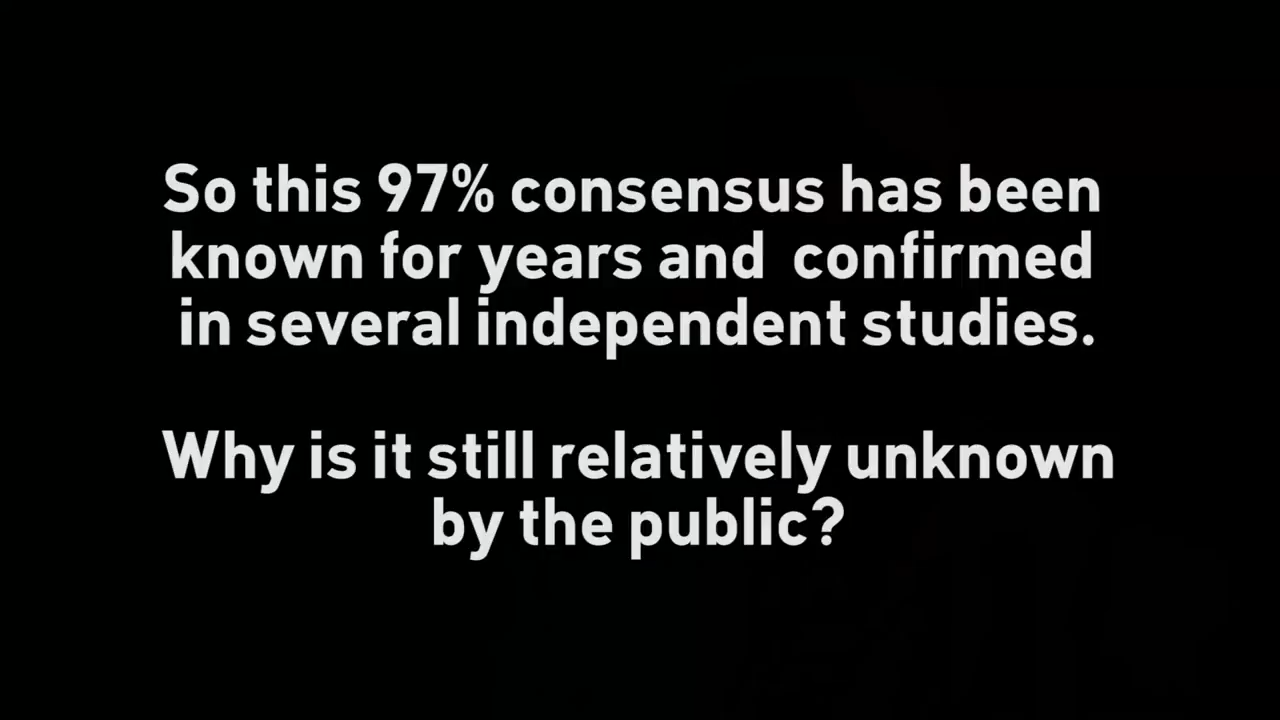 So this 97% consensus has been
known for years and confirmed
in several independent studies.
Why is it still relatively unknown
by the public?